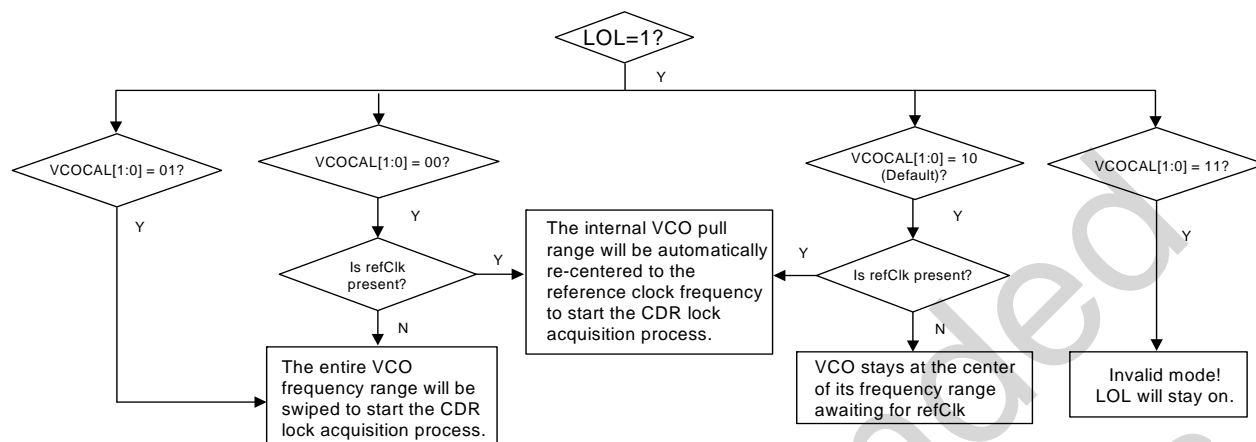 LOL=1?
Y
VCOCAL[1:0] = 01?
VCOCAL[1:0] = 00?
VCOCAL[1:0] = 10
(Default)?
VCOCAL[1:0] = 11?
Y
Y
Y
Y
Is refClk
present?
Y
The internal VCO pull
range will be automatically
re-centered to the
reference clock frequency
to start the CDR lock
acquisition process.
Y
Is refClk present?
N
N
The entire VCO
frequency range will be
swiped to start the CDR
lock acquisition process.
VCO stays at the center
of its frequency range
awaiting for refClk
Invalid mode!
LOL will stay on.
ended